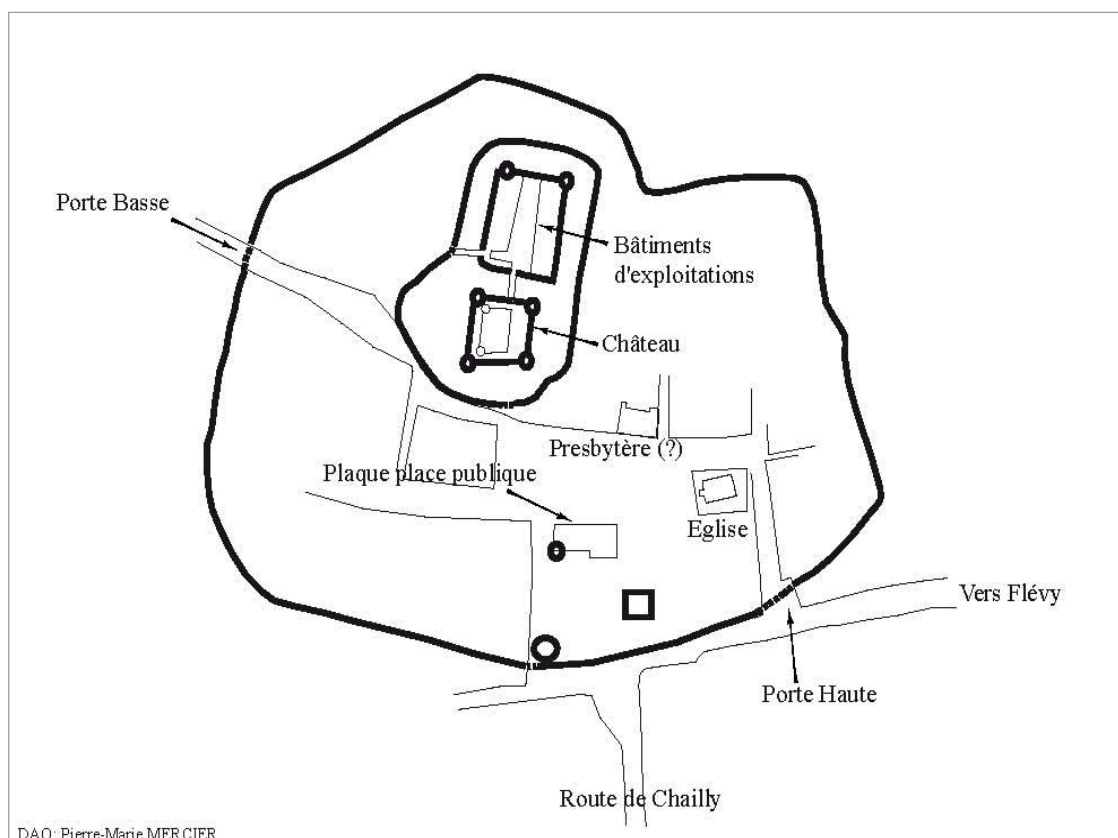 Porte Basse
Bâtiments
d'exploitations
Château
Presbytère (?)
Plaque place publique
Eglise
Vers Flévy
Porte Haute
Route de Chailly
DAO: Pierre-Marie MERCIER